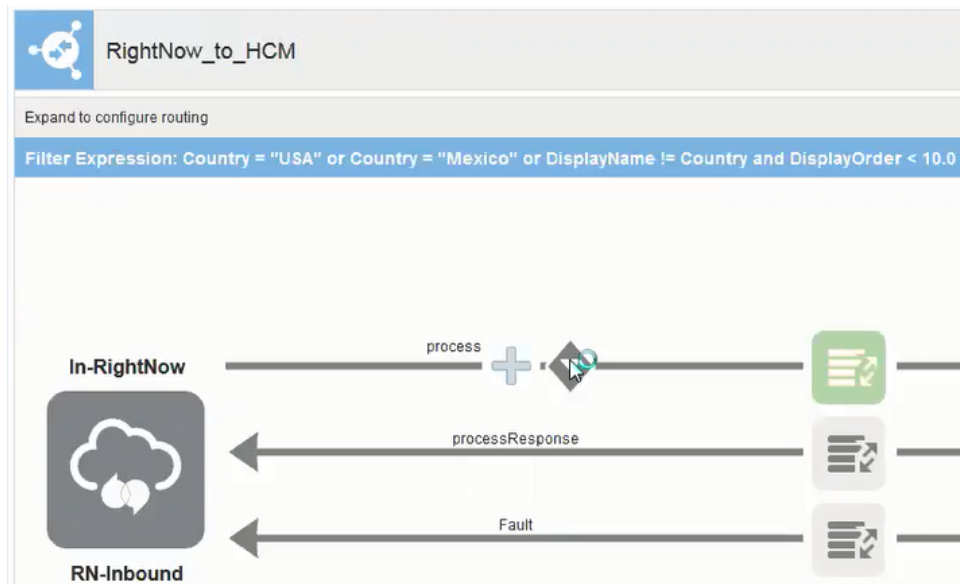 RightNow_to_HCM
Expand to configure routing
Filter Expression: Country = "USA" or Country = "Mexico" or DisplayName != Country and DisplayOrder < 10.0
process
In-RightNow
processResponse
Fault
RN-Inbound